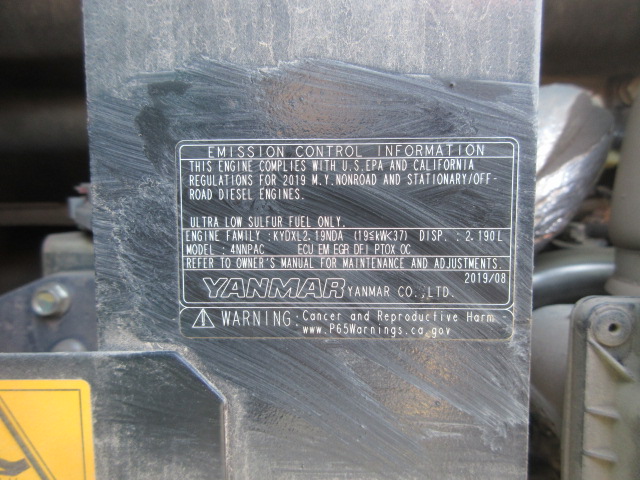 EMISSION CONTROL INFORMATION
THIS ENGINE COMPLIES WITH U.S.EPA AND CALIFORNIA
REGULATIONS FOR 2019 M.Y.NONROAD AND STATIONARY/OFF-
ROAD DIESEL ENGINES.
ULTRA LOW SULFUR FUEL ONLY.
ENGINE FAMILY : KYDXL2.19NDA (19≦kW<37) DISP. : 2.190L
MODEL : 4NNPAC ECU EM EGR DFI PTOX OC
REFER TO OWNER'S MANUAL FOR MAINTENANCE AND ADJUSTMENTS.
2019/08
YANMAR YANMAR CO.,LTD.
WARNING : Cancer and Reproductive Harm
www.P65Warnings.ca.gov